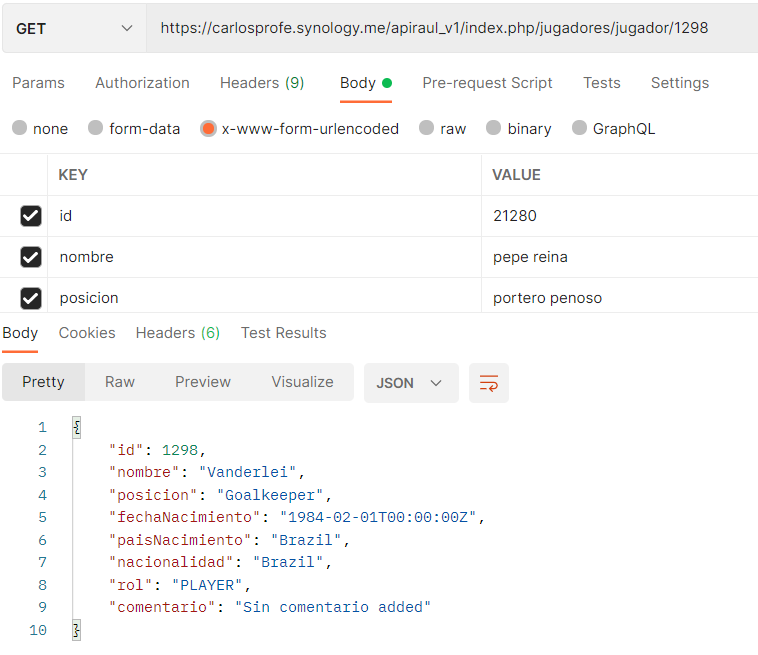 GET https://carlosprofe.synology.me/apiraul_v1/index.php/jugadores/jugador/1298
Params Authorization Headers (9) Body Pre-request Script Tests Settings
none form-data x-www-form-urlencoded raw binary GraphQL
KEY VALUE
id 21280
nombre pepe reina
posicion portero penoso
Body Cookies Headers (6) Test Results
Pretty Raw Preview Visualize JSON
1 {
2 "id": 1298,
3 "nombre": "Vanderlei",
4 "posicion": "Goalkeeper",
5 "fechaNacimiento": "1984-02-01T00:00:00Z",
6 "paisNacimiento": "Brazil",
7 "nacionalidad": "Brazil",
8 "rol": "PLAYER",
9 "comentario": "Sin comentario added"
10 }